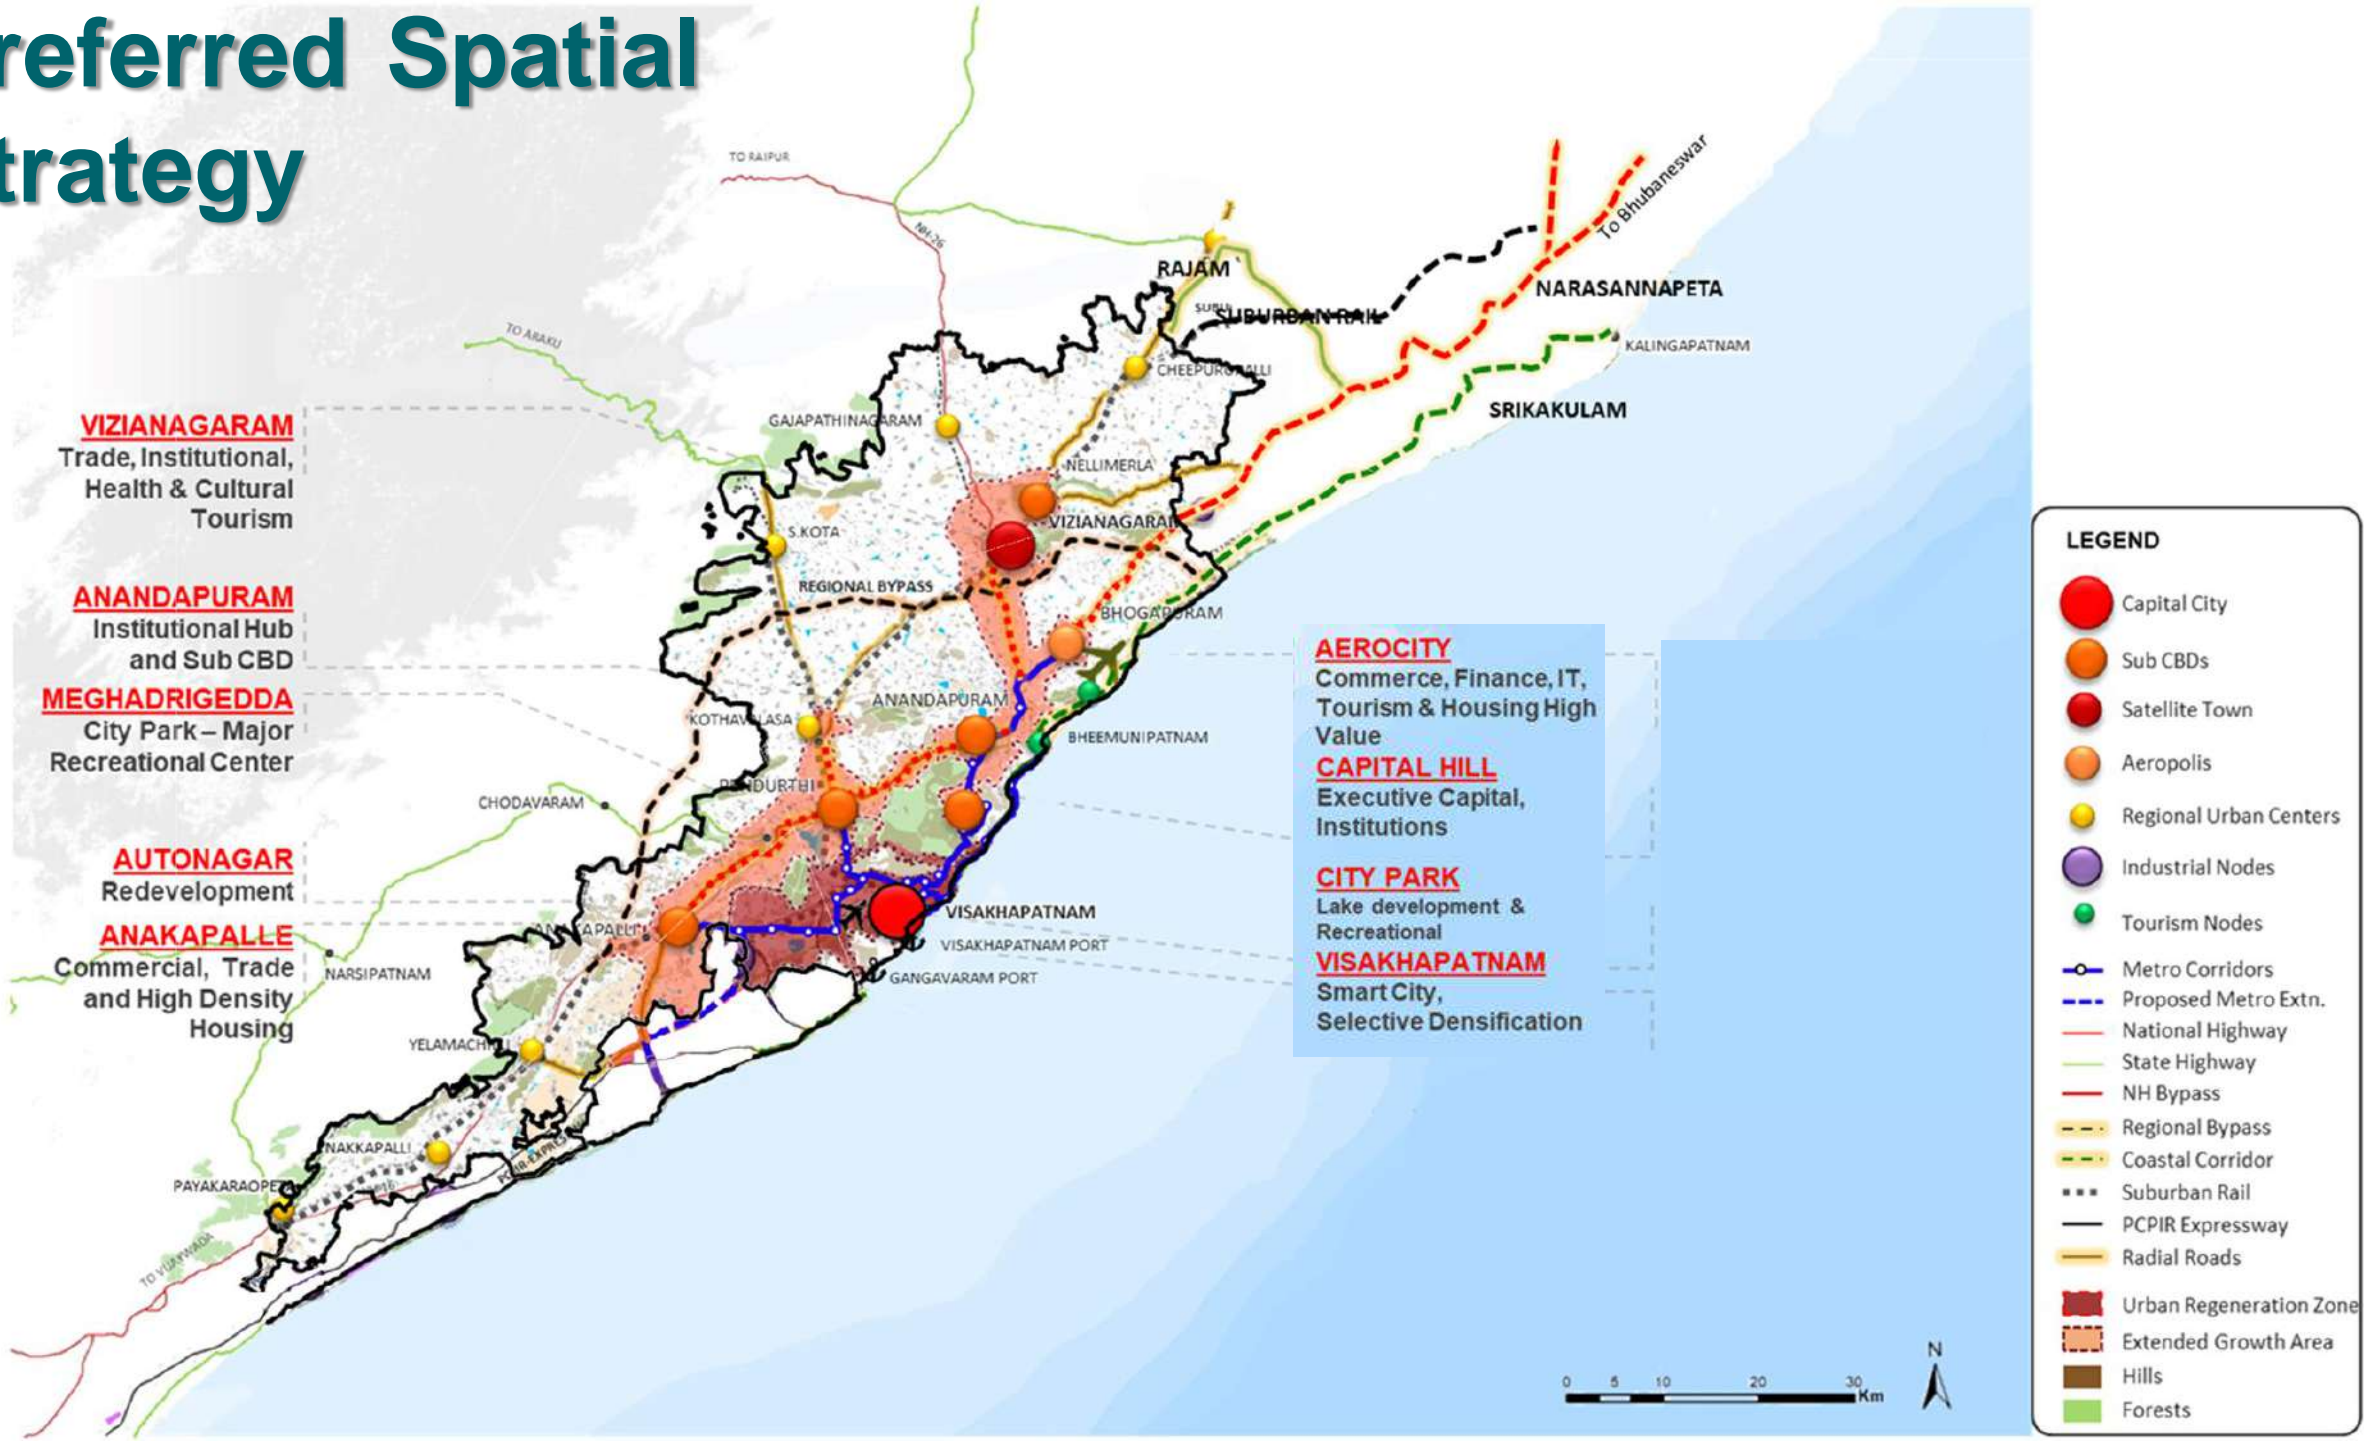 referred Spatial
trategy
TO RAIPUR
NH-26
To Bhubaneswar
RAJAM
NARASANNAPETA
SUBURBAN RAIL
KALINGAPATNAM
TO ARAKU
CHEEPURUPALLI
SRIKAKULAM
GAJAPATHINAGARAM
NELLIMERLA
VIZIANAGARAM
Trade, Institutional,
Health & Cultural
Tourism
S.KOTA
REGIONAL BYPASS
BHOGAPURAM
ANANDAPURAM
Institutional Hub
and Sub CBD
MEGHADRIGEDDA
City Park – Major
Recreational Center
ANANDAPURAM
KOTHAVALASA
BHEEMUNIPATNAM
PENDURTHI
CHODAVARAM
AUTONAGAR
Redevelopment
ANAKAPALLE
Commercial, Trade
and High Density
Housing
NARSIPATNAM
VISAKHAPATNAM
VISAKHAPATNAM PORT
GANGAVARAM PORT
NAKKAPALLI
PAYAKARAOPETA
AEROCITY
Commerce, Finance, IT,
Tourism & Housing High
Value
CAPITAL HILL
Executive Capital,
Institutions
CITY PARK
Lake development &
Recreational
VISAKHAPATNAM
Smart City,
Selective Densification
LEGEND
Capital City
Sub CBDs
Satellite Town
Aeropolis
Regional Urban Centers
Industrial Nodes
Tourism Nodes
Metro Corridors
Proposed Metro Extn.
National Highway
State Highway
NH Bypass
Regional Bypass
Coastal Corridor
Suburban Rail
PCPIR Expressway
Radial Roads
Urban Regeneration Zone
Extended Growth Area
Hills
Forests
N
0 5 10 20 30 Km